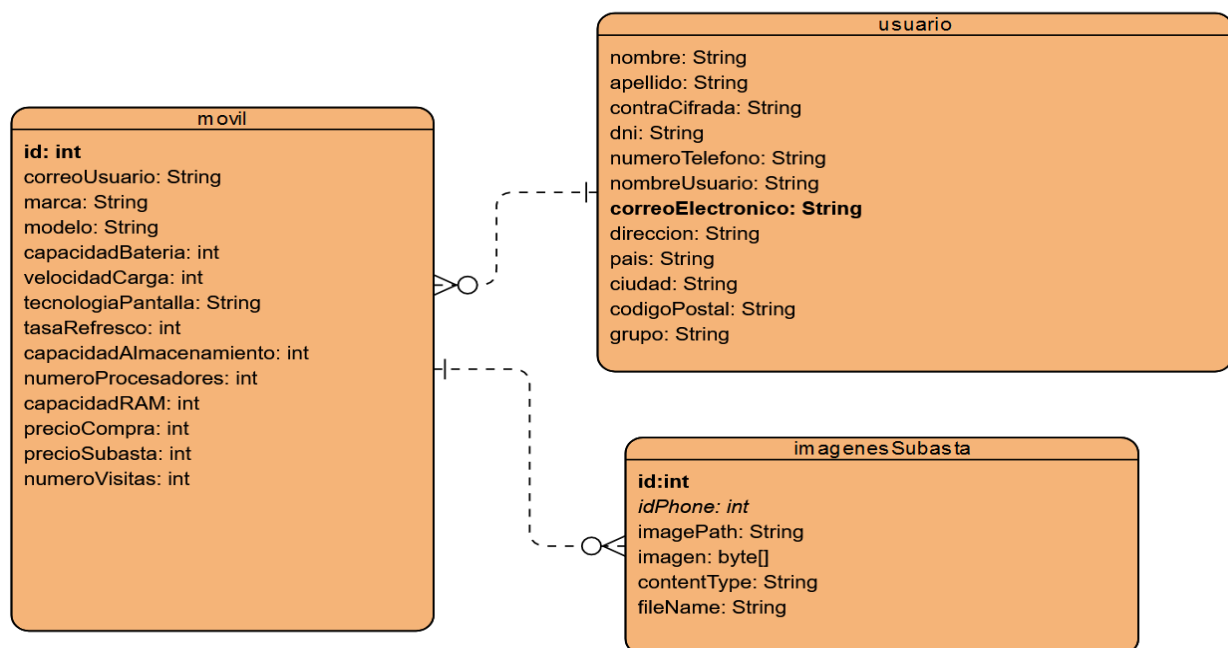 movil
id: int
correoUsuario: String
marca: String
modelo: String
capacidadBateria: int
velocidadCarga: int
tecnologiaPantalla: String
tasaRefresco: int
capacidadAlmacenamiento: int
numeroProcesadores: int
capacidadRAM: int
precioCompra: int
precioSubasta: int
numeroVisitas: int
usuario
nombre: String
apellido: String
contraCifrada: String
dni: String
numeroTelefono: String
nombreUsuario: String
correoElectronico: String
direccion: String
pais: String
ciudad: String
codigoPostal: String
grupo: String
imagenesSubasta
id:int
idPhone: int
imagePath: String
imagen: byte[]
contentType: String
fileName: String